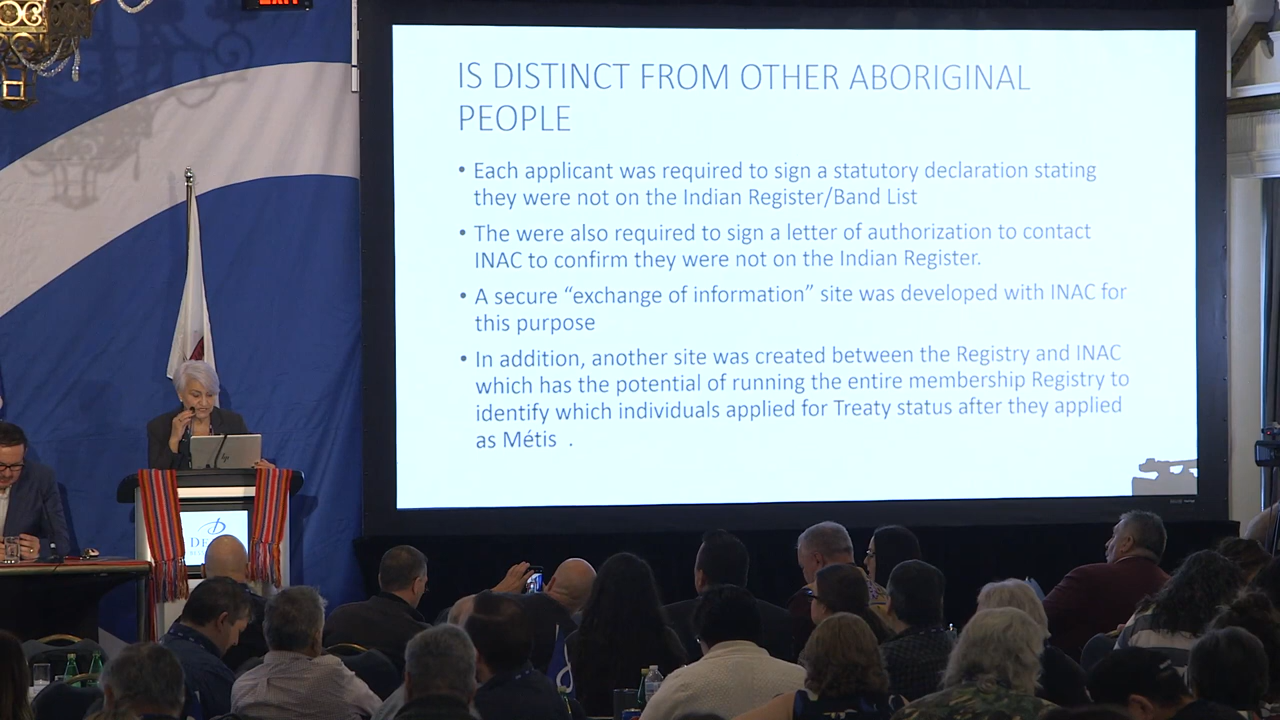 EXIT
IS DISTINCT FROM OTHER ABORIGINAL
PEOPLE
• Each applicant was required to sign a statutory declaration stating
they were not on the Indian Register/Band List
• The were also required to sign a letter of authorization to contact
INAC to confirm they were not on the Indian Register.
• A secure “exchange of information” site was developed with INAC for
this purpose
• In addition, another site was created between the Registry and INAC
which has the potential of running the entire membership Registry to
identify which individuals applied for Treaty status after they applied
as Métis .
hp